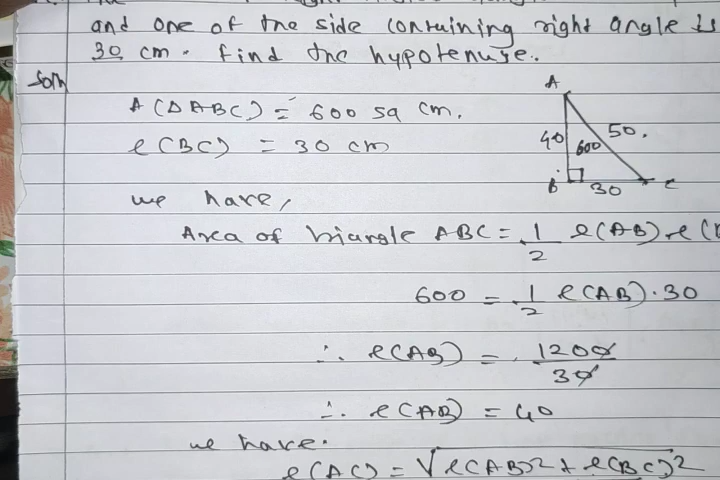 and one of the side containing right angle is
30 cm. find the hypotenuse..
Soln
A (Δ ABC) = 600 sq cm.
l (BC) = 30 cm
A
40
600
50.
B
30
C
we have,
Area of triangle ABC = 1/2 l(AB) × l(
600 = 1/2 l(AB) · 30
∴ l(AB) = 1200/30
∴ l(AB) = 40
we have.
l(AC) = √l(AB)2 + l(BC)2